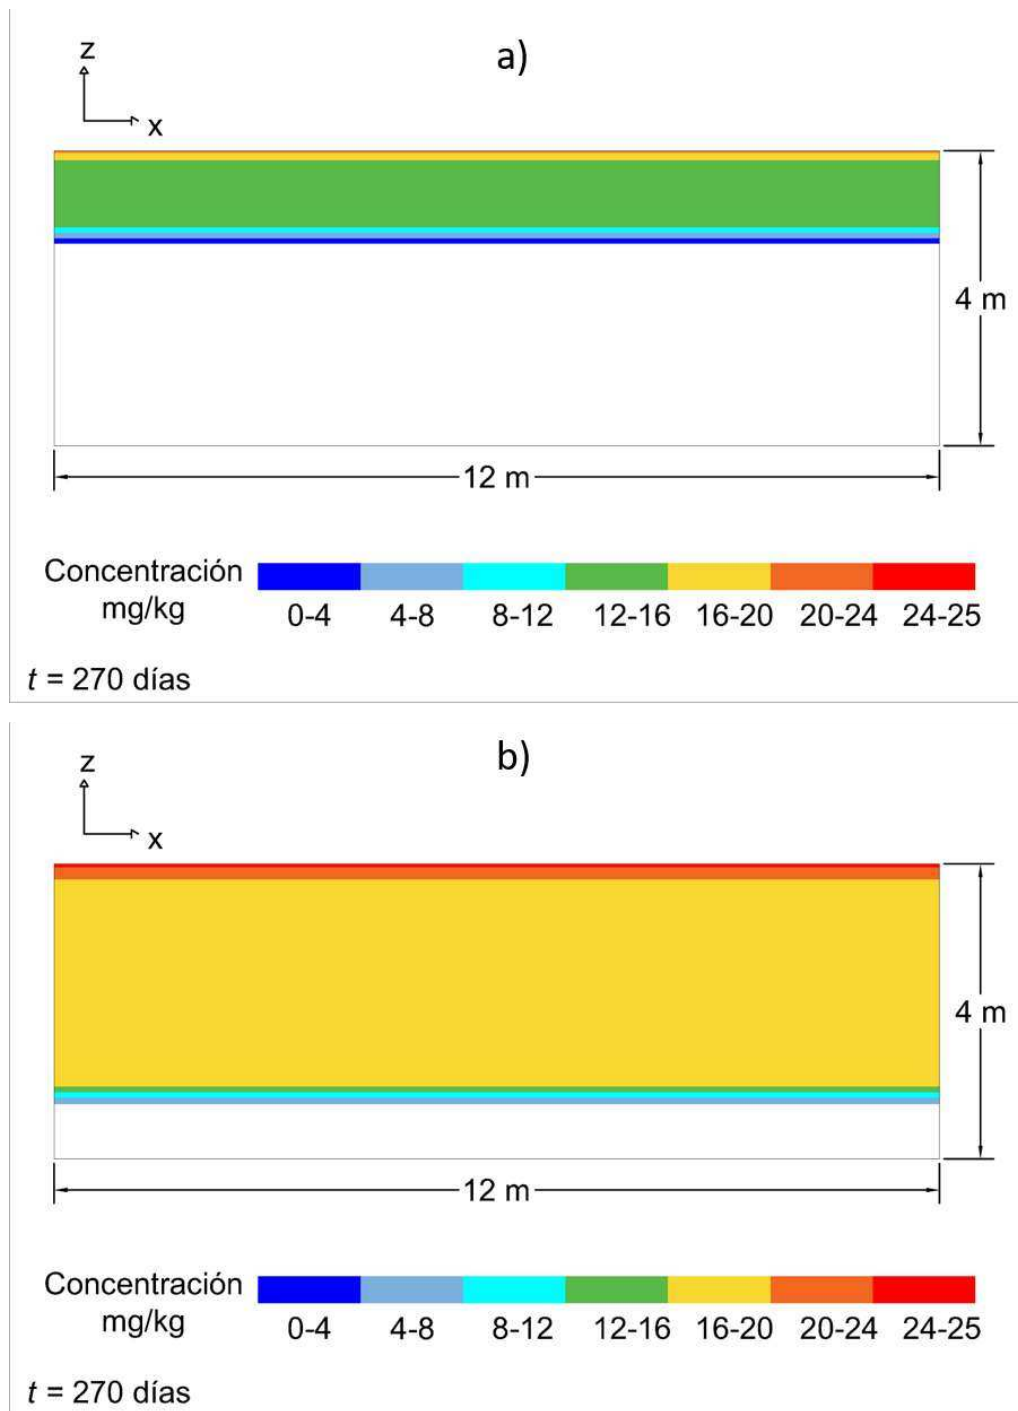 a)
z
x
4 m
12 m
Concentración
mg/kg
0-4 4-8 8-12 12-16 16-20 20-24 24-25
t = 270 días
b)
z
x
4 m
12 m
Concentración
mg/kg
0-4 4-8 8-12 12-16 16-20 20-24 24-25
t = 270 días